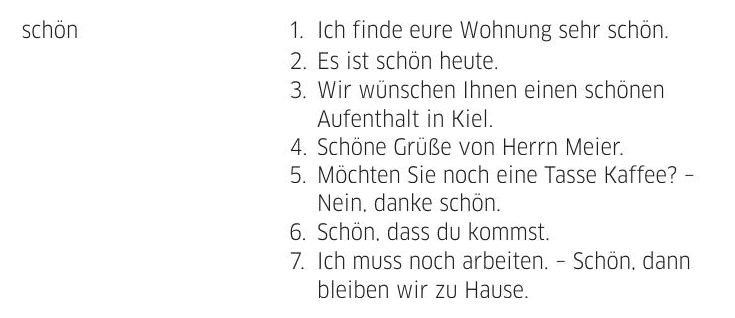 schön 1. Ich finde eure Wohnung sehr schön.
2. Es ist schön heute.
3. Wir wünschen Ihnen einen schönen
Aufenthalt in Kiel.
4. Schöne Grüße von Herrn Meier.
5. Möchten Sie noch eine Tasse Kaffee? –
Nein, danke schön.
6. Schön, dass du kommst.
7. Ich muss noch arbeiten. – Schön, dann
bleiben wir zu Hause.